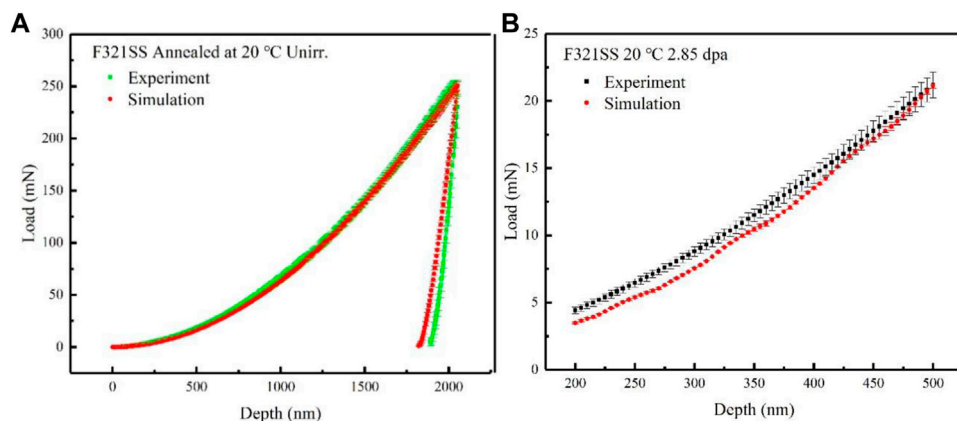 A
F321SS Annealed at 20 ℃ Unirr.
Experiment
Simulation
Load (mN)
300
250
200
150
100
50
0
0 500 1000 1500 2000
Depth (nm)
B
F321SS 20 ℃ 2.85 dpa
Experiment
Simulation
Load (mN)
25
20
15
10
5
0
200 250 300 350 400 450 500
Depth (nm)